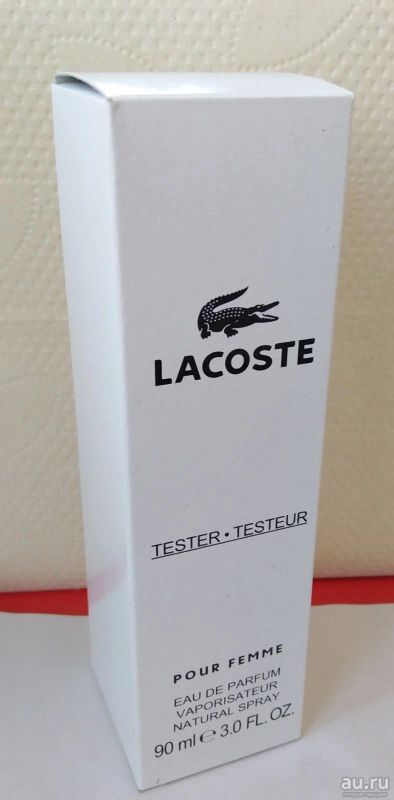 LACOSTE
TESTER • TESTEUR
POUR FEMME
EAU DE PARFUM
VAPORISATEUR
NATURAL SPRAY
90 ml ℮ 3.0 FL. OZ.
au.ru